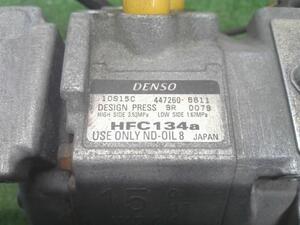 DENSO
10S15C 447260-8811
DESIGN PRESS 9R 0079
HIGH SIDE 3.53MPa LOW SIDE 1.67MPa
HFC134a
USE ONLY ND-OIL 8 JAPAN